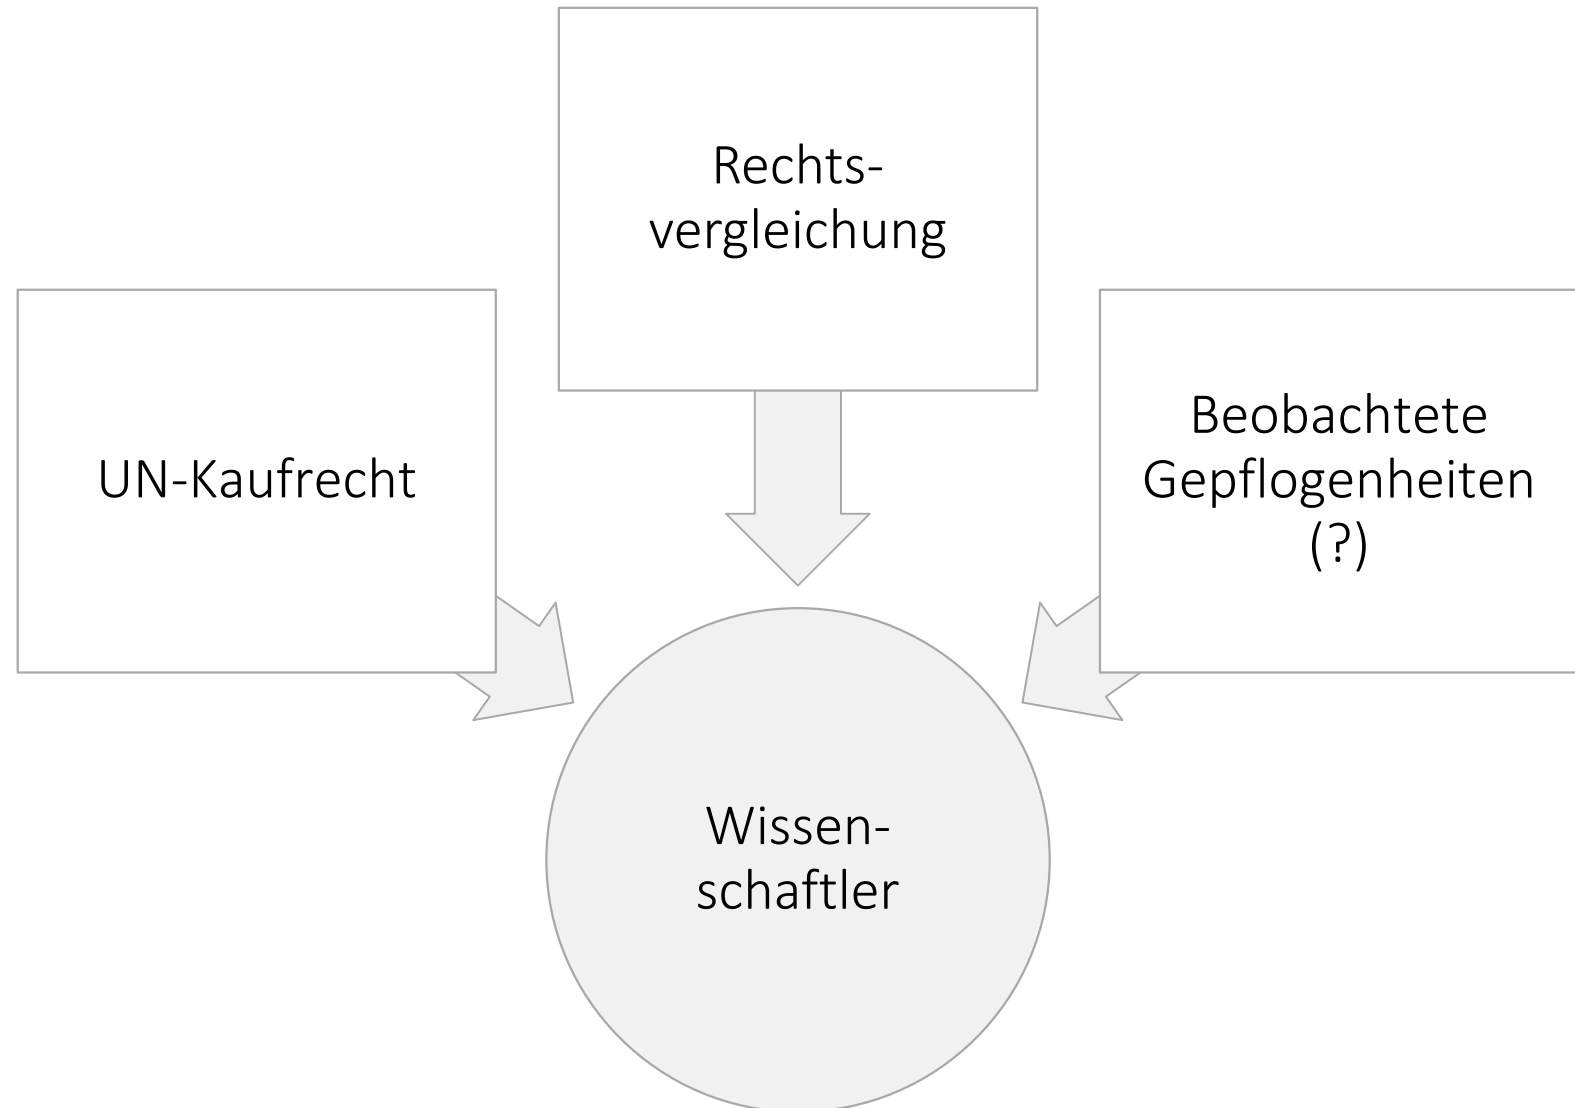 Rechts-
vergleichung
UN-Kaufrecht
Beobachtete
Gepflogenheiten
(?)
Wissen-
schaftler